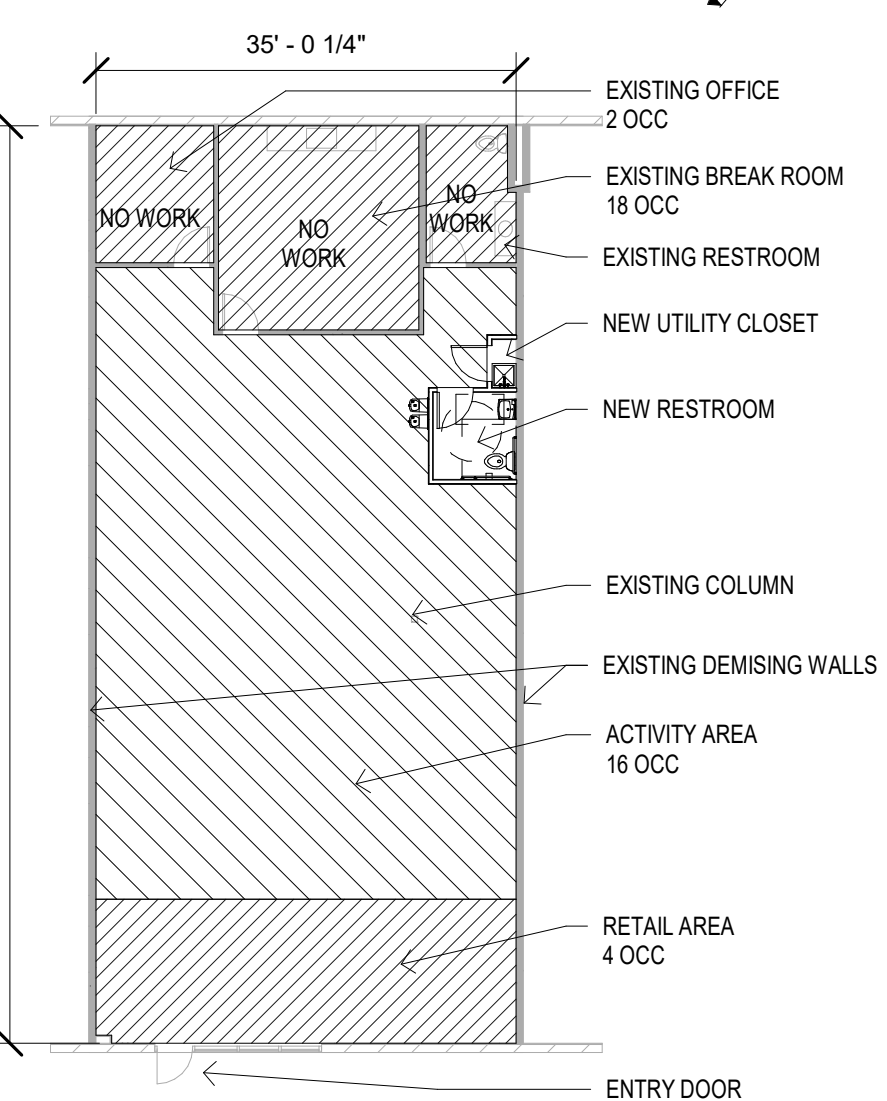 35' - 0 1/4"
EXISTING OFFICE
2 OCC
EXISTING BREAK ROOM
18 OCC
NO WORK
NO
WORK
NO
WORK
EXISTING RESTROOM
NEW UTILITY CLOSET
NEW RESTROOM
EXISTING COLUMN
EXISTING DEMISING WALLS
ACTIVITY AREA
16 OCC
RETAIL AREA
4 OCC
ENTRY DOOR